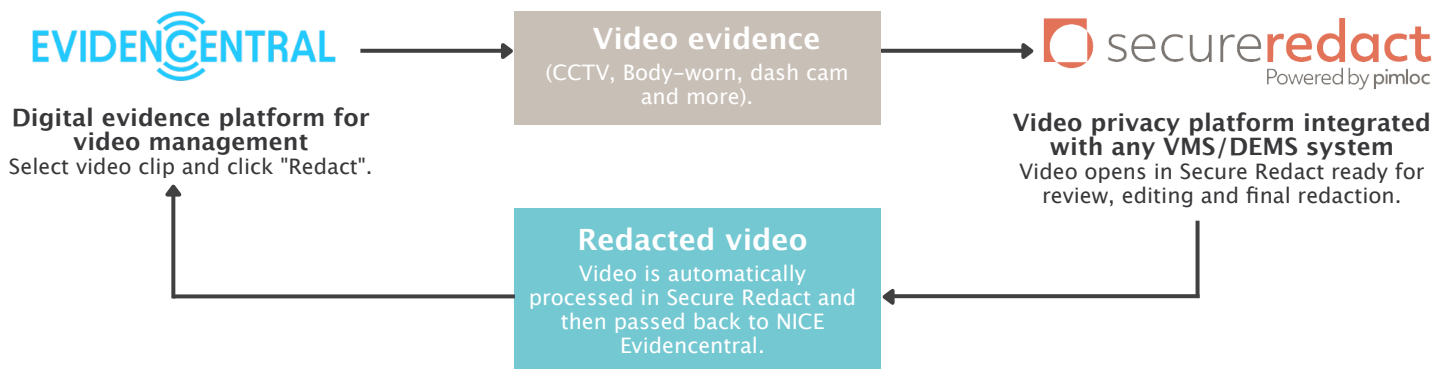 EVIDENCENTRAL
Digital evidence platform for
video management
Select video clip and click "Redact".
Video evidence
(CCTV, Body-worn, dash cam
and more).
secureredact
Powered by pimloc
Video privacy platform integrated
with any VMS/DEMS system
Video opens in Secure Redact ready for
review, editing and final redaction.
Redacted video
Video is automatically
processed in Secure Redact and
then passed back to NICE
Evidencentral.